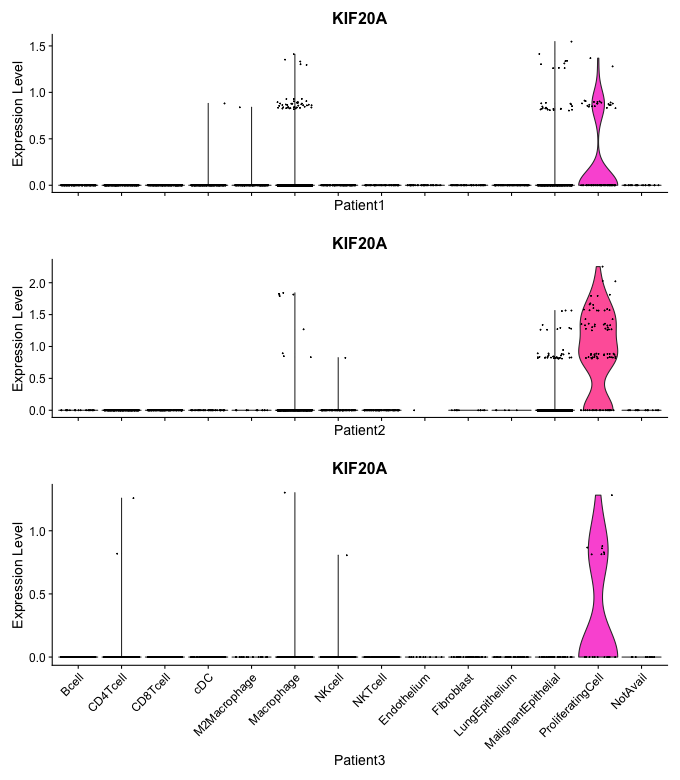 KIF20A
Expression Level
1.5
1.0
0.5
0.0
Patient1
KIF20A
Expression Level
2.0
1.5
1.0
0.5
0.0
Patient2
KIF20A
Expression Level
1.0
0.5
0.0
Bcell
CD4Tcell
CD8Tcell
cDC
M2Macrophage
Macrophage
NKcell
NKTcell
Endothelium
Fibroblast
LungEpithelium
MalignantEpithelial
ProliferatingCell
NotAvail
Patient3